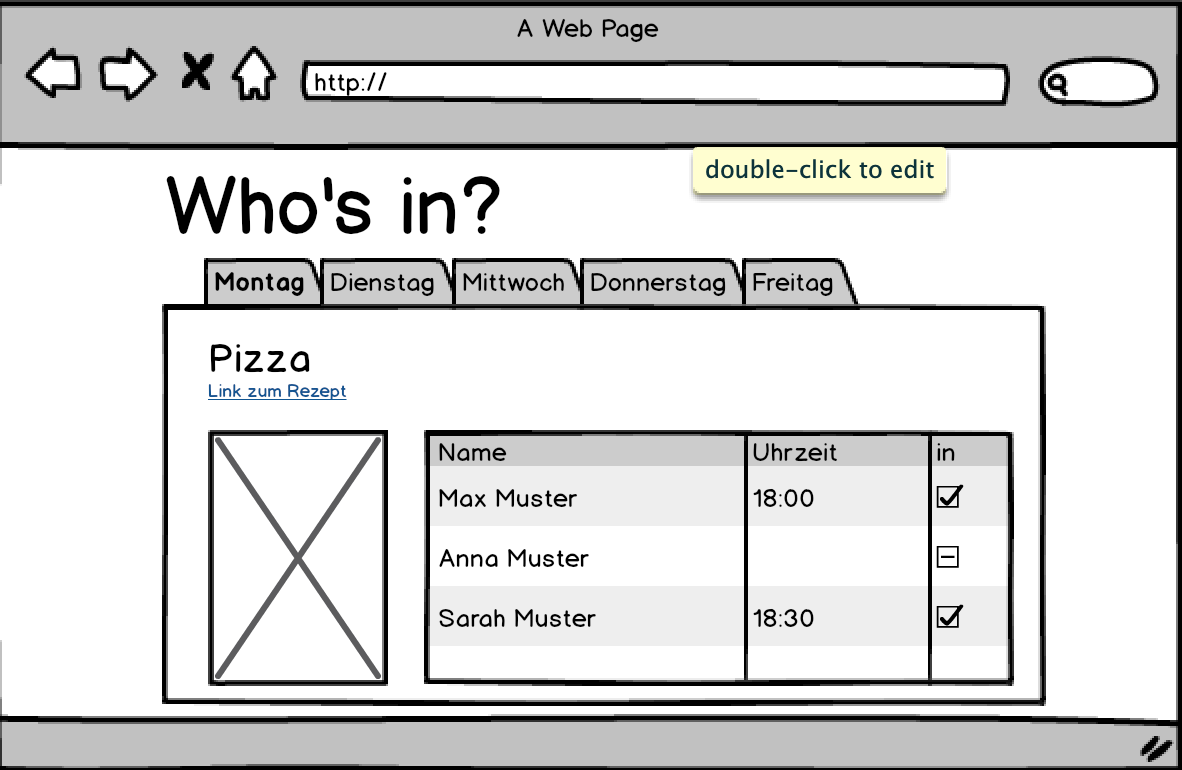 A Web Page
http://
double-click to edit
Who's in?
Montag Dienstag Mittwoch Donnerstag Freitag
Pizza
Link zum Rezept
Name Uhrzeit in
Max Muster 18:00
Anna Muster
Sarah Muster 18:30